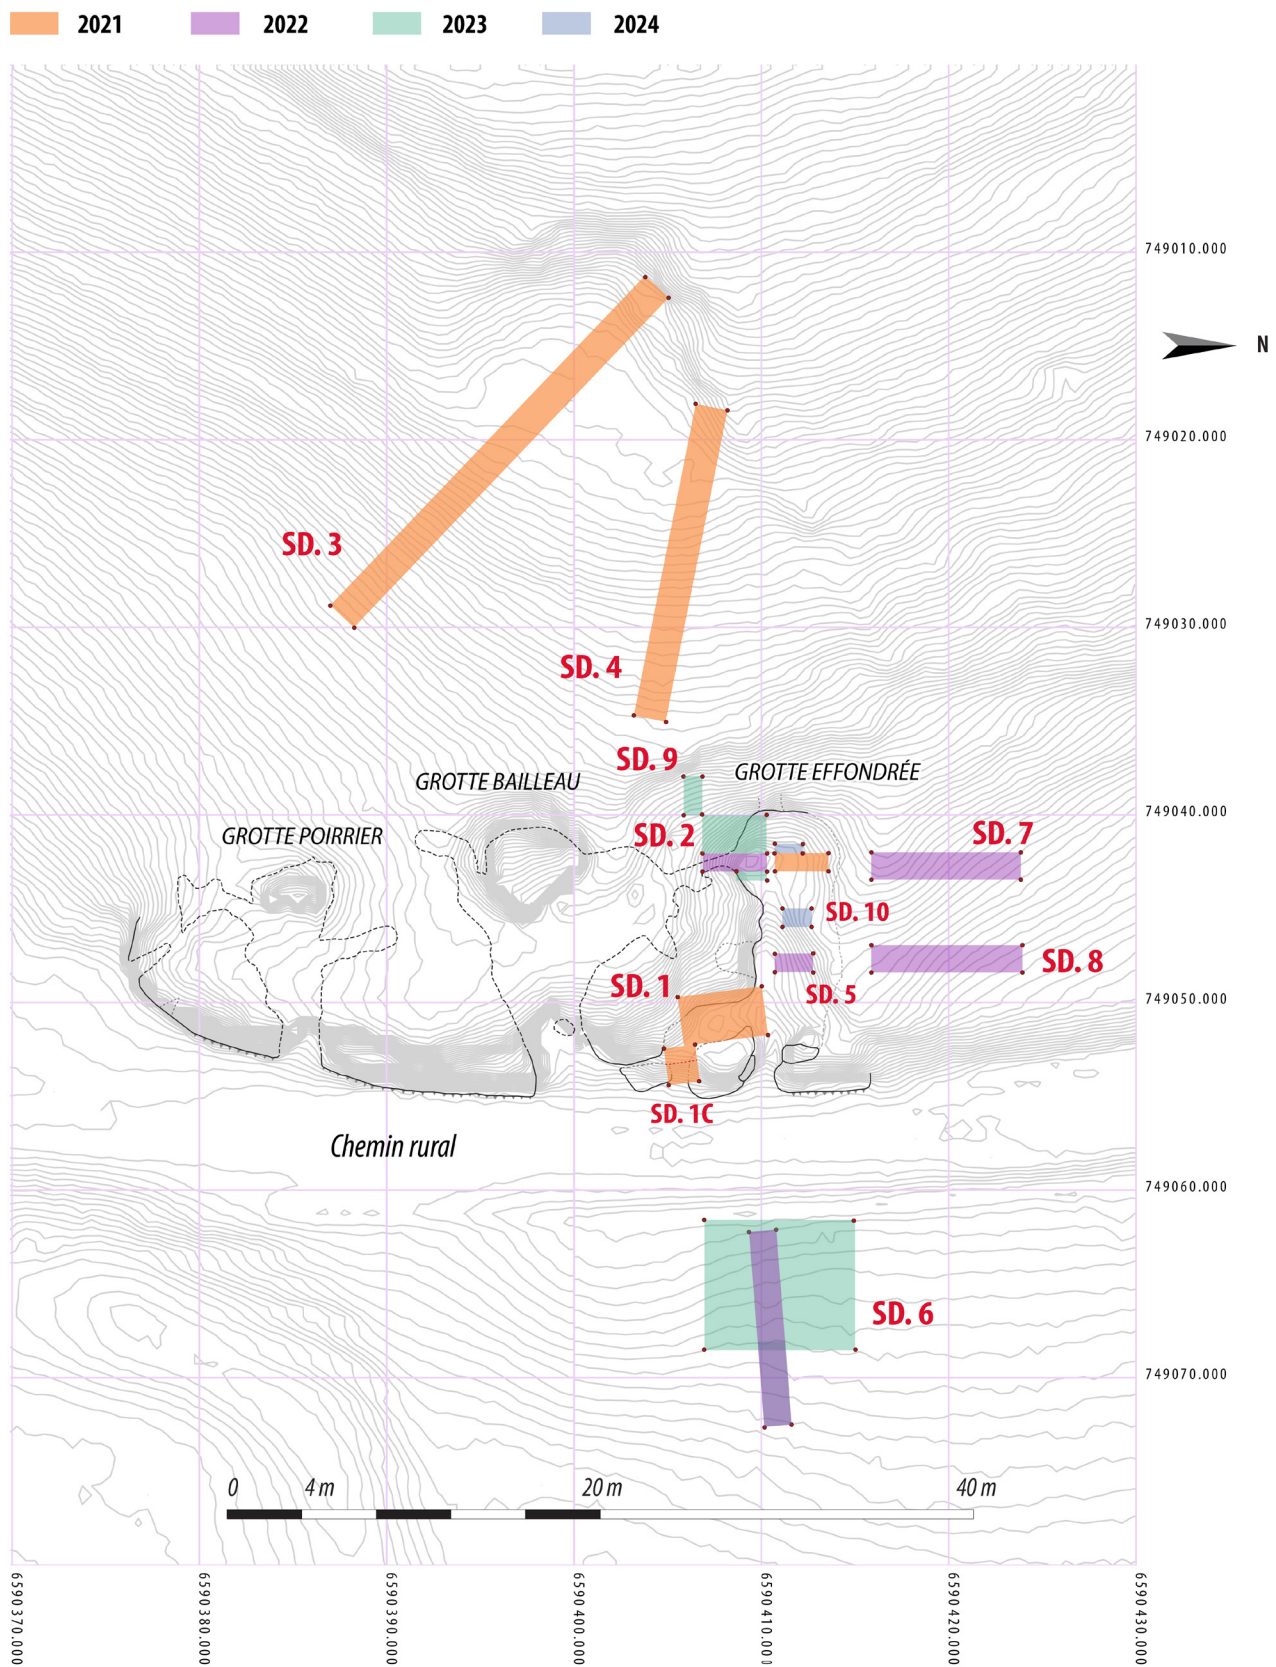 2021 2022 2023 2024
749010.000
N
749020.000
SD. 3
749030.000
SD. 4
SD. 9
GROTTE BAILLEAU
GROTTE EFFONDRÉE
749040.000
GROTTE POIRRIER
SD. 2
SD. 7
SD. 10
SD. 8
SD. 1
SD. 5
749050.000
SD. 1C
Chemin rural
749060.000
SD. 6
749070.000
0 4 m 20 m 40 m
6590370.000
6590380.000
6590390.000
6590400.000
6590410.000
6590420.000
6590430.000